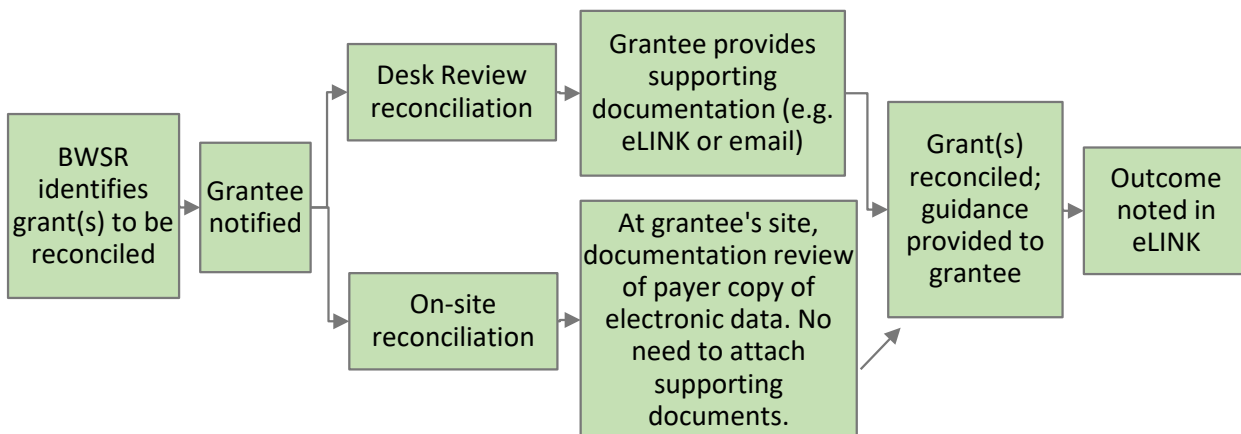 BWSR
identifies
grant(s) to be
reconciled
Grantee
notified
Desk Review
reconciliation
Grantee provides
supporting
documentation (e.g.
eLINK or email)
On-site
reconciliation
At grantee's site,
documentation review
of payer copy of
electronic data. No
need to attach
supporting
documents.
Grant(s)
reconciled;
guidance
provided to
grantee
Outcome
noted in
eLINK